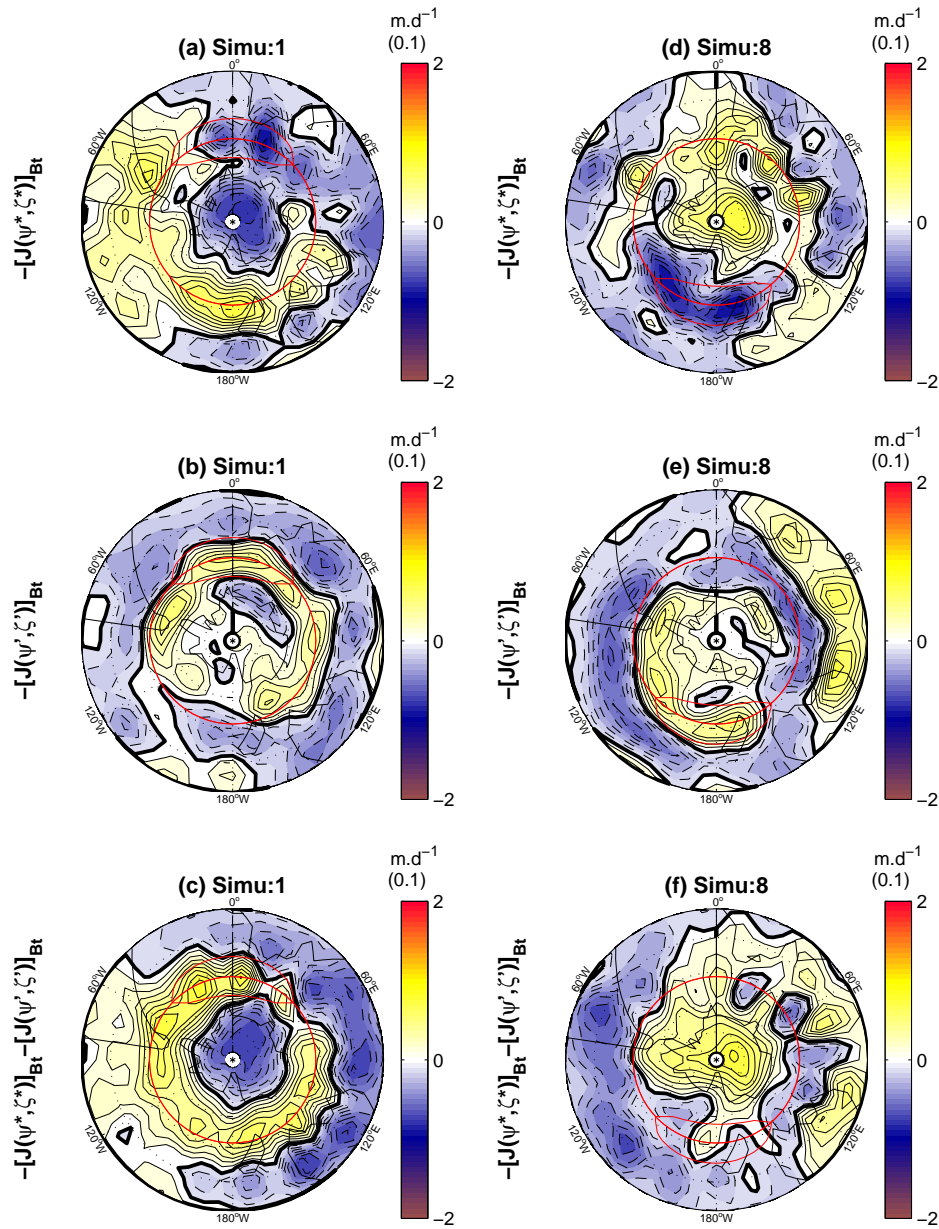 m.d⁻¹
(0.1)
(a) Simu:1
0°
60°W
60°E
120°W
120°E
180°W
−[J(ψ*,ζ*)]Bt
2
0
−2
m.d⁻¹
(0.1)
(d) Simu:8
0°
60°W
60°E
120°W
120°E
180°W
−[J(ψ*,ζ*)]Bt
2
0
−2
m.d⁻¹
(0.1)
(b) Simu:1
0°
60°W
60°E
120°W
120°E
180°W
−[J(ψ',ζ')]Bt
2
0
−2
m.d⁻¹
(0.1)
(e) Simu:8
0°
60°W
60°E
120°W
120°E
180°W
−[J(ψ',ζ')]Bt
2
0
−2
m.d⁻¹
(0.1)
(c) Simu:1
0°
60°W
60°E
120°W
120°E
180°W
−[J(ψ*,ζ*)]Bt−[J(ψ',ζ')]Bt
2
0
−2
m.d⁻¹
(0.1)
(f) Simu:8
0°
60°W
60°E
120°W
120°E
180°W
−[J(ψ*,ζ*)]Bt−[J(ψ',ζ')]Bt
2
0
−2